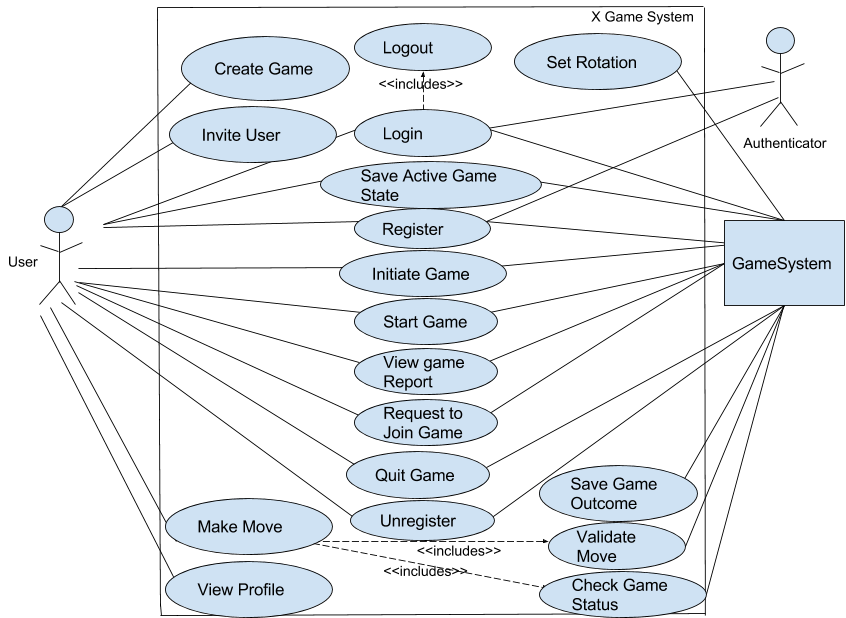 X Game System
Logout
Create Game
Set Rotation
<<includes>>
Invite User
Login
Authenticator
Save Active Game
State
Register
User
GameSystem
Initiate Game
Start Game
View game
Report
Request to
Join Game
Quit Game
Save Game
Outcome
Make Move
Unregister
Validate
Move
<<includes>>
<<includes>>
View Profile
Check Game
Status